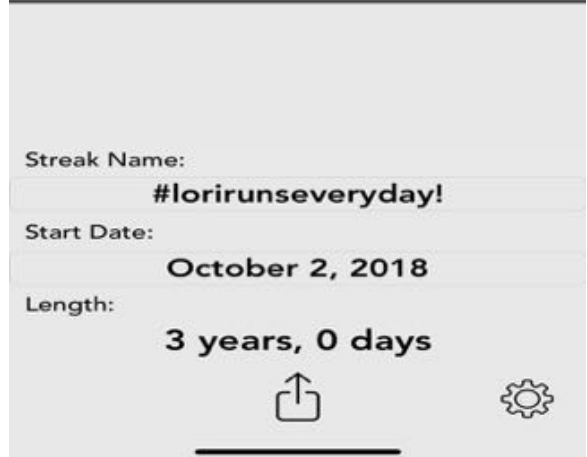 Streak Name:
#lorirunseveryday!
Start Date:
October 2, 2018
Length:
3 years, 0 days